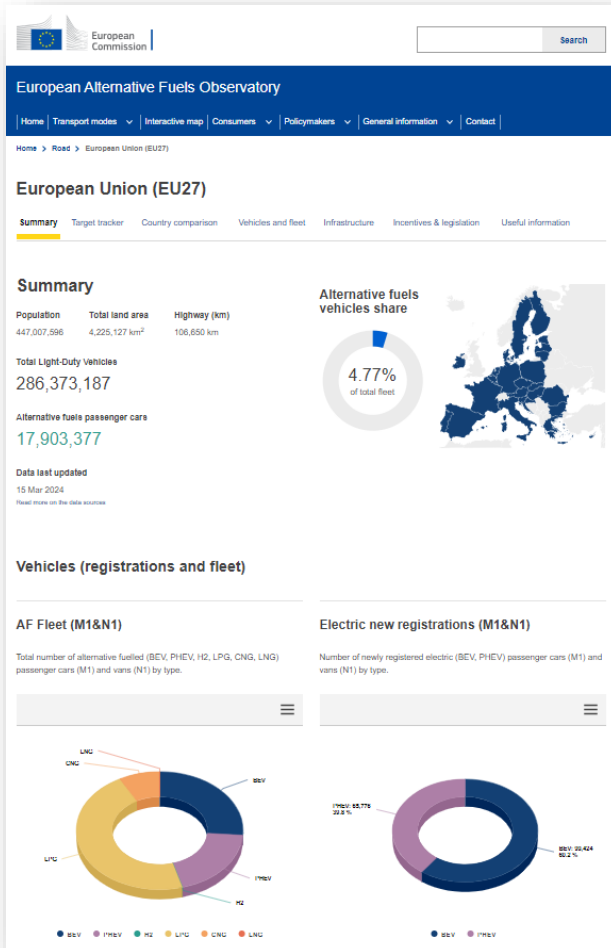 European
Commission
Search
European Alternative Fuels Observatory
Home
Transport modes
Interactive map
Consumers
Policymakers
General information
Contact
Home > Road > European Union (EU27)
European Union (EU27)
Summary
Target tracker
Country comparison
Vehicles and fleet
Infrastructure
Incentives & legislation
Useful information
Summary
Population
Total land area
Highway (km)
447,007,596
4,225,127 km²
106,650 km
Total Light-Duty Vehicles
286,373,187
Alternative fuels passenger cars
17,903,377
Data last updated
15 Mar 2024
Read more on the data sources
Alternative fuels
vehicles share
4.77%
of total fleet
Vehicles (registrations and fleet)
AF Fleet (M1&N1)
Total number of alternative fuelled (BEV, PHEV, H2, LPG, CNG, LNG)
passenger cars (M1) and vans (N1) by type.
LNG
CNG
BEV
LPG
PHEV
H2
BEV
PHEV
H2
LPG
CNG
LNG
Electric new registrations (M1&N1)
Number of newly registered electric (BEV, PHEV) passenger cars (M1) and
vans (N1) by type.
PHEV:
BEV:
60.2 %
BEV
PHEV